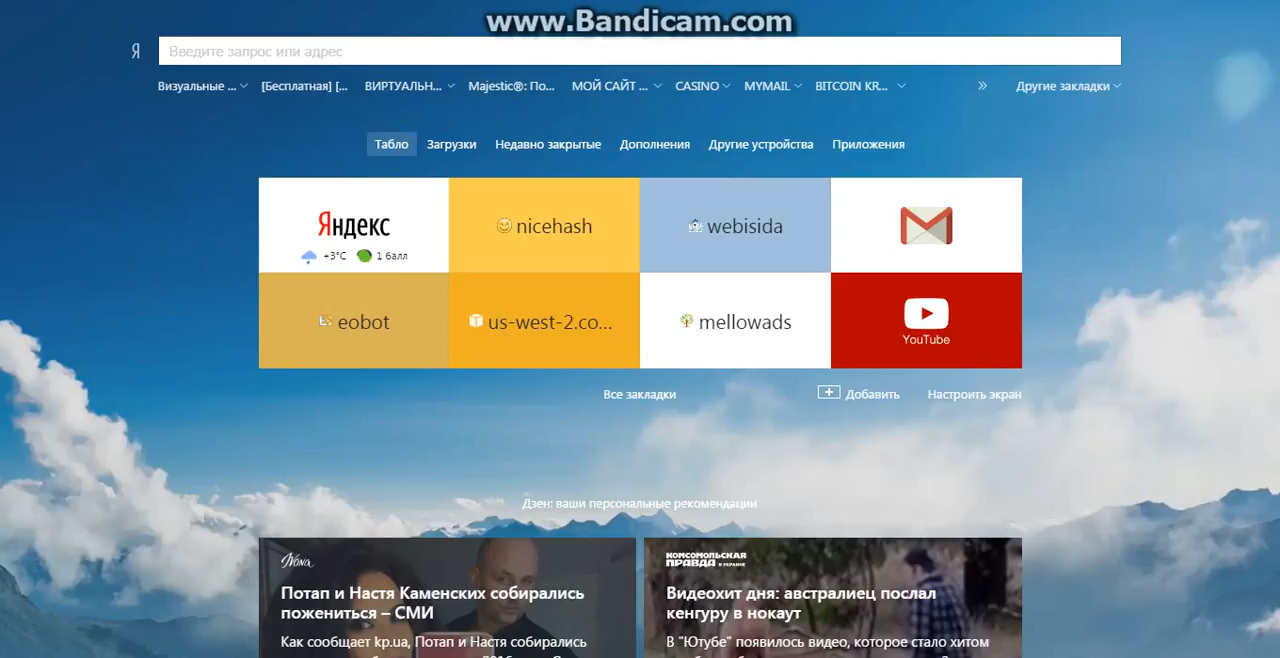 www.Bandicam.com
Я Введите запрос или адрес
Визуальные ... [Бесплатная] [... ВИРТУАЛЬН... Majestic®: По... МОЙ САЙТ ... CASINO MYMAIL BITCOIN KR... » Другие закладки
Табло Загрузки Недавно закрытые Дополнения Другие устройства Приложения
Яндекс
+3°C 1 балл
nicehash
webisida
eobot
us-west-2.co...
mellowads
YouTube
Все закладки Добавить Настроить экран
Дзен: ваши персональные рекомендации
Wona
Потап и Настя Каменских собирались
пожениться – СМИ
Как сообщает kp.ua, Потап и Настя собирались
КОМСОМОЛЬСКАЯ
ПРАВДА В УКРАИНЕ
Видеохит дня: австралиец послал
кенгуру в нокаут
В "Ютубе" появилось видео, которое стало хитом